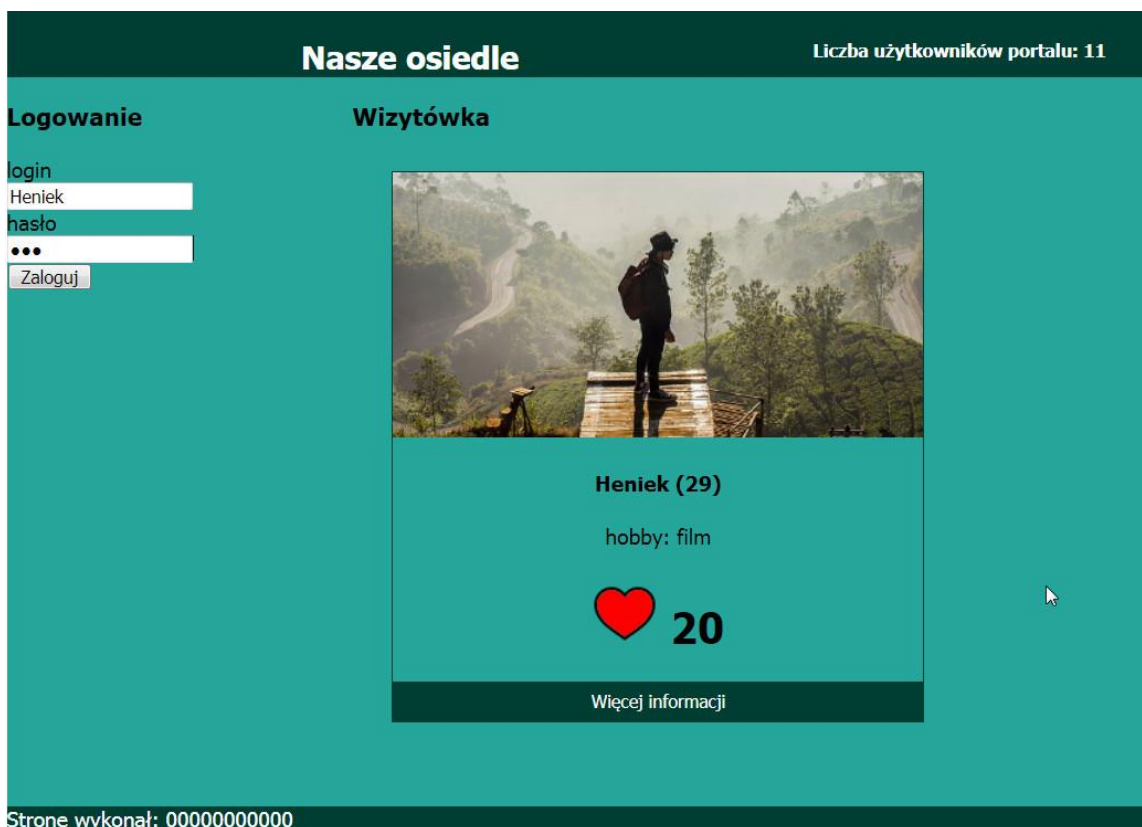 Nasze osiedle
Liczba użytkowników portalu: 11
Logowanie
Wizytówka
login
Heniek
hasło
●●●
Zaloguj
Heniek (29)
hobby: film
20
Więcej informacji
Stronę wykonał: 00000000000